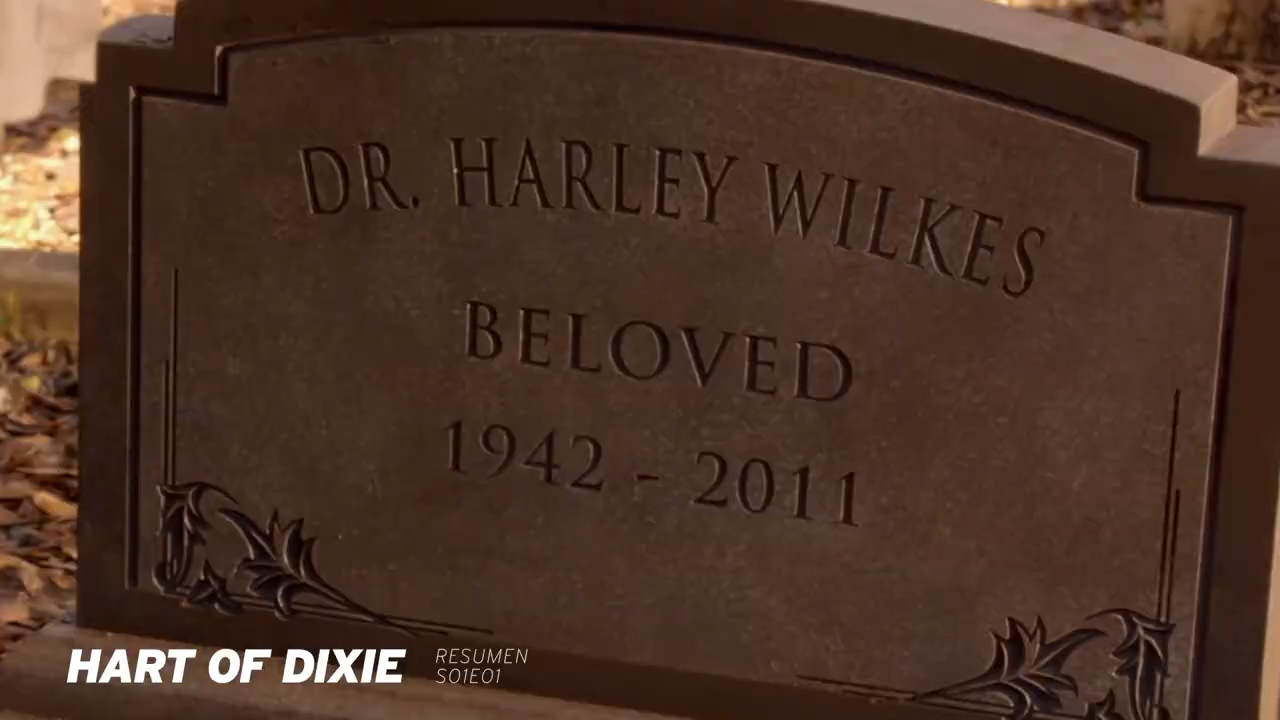 DR. HARLEY WILKES
BELOVED
1942 - 2011
HART OF DIXIE
RESUMEN
S01E01